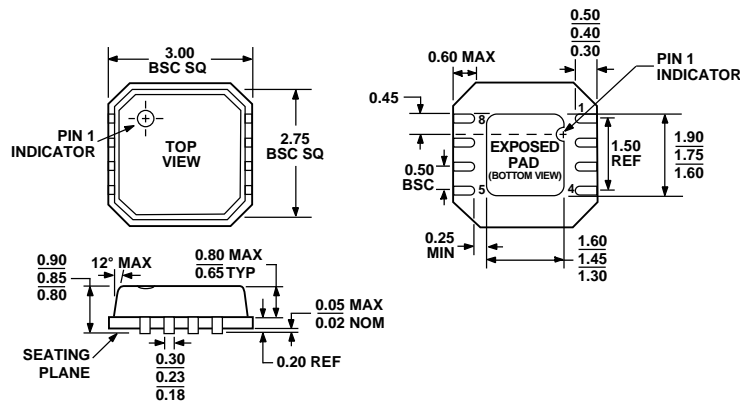 3.00
BSC SQ
PIN 1
INDICATOR
TOP
VIEW
2.75
BSC SQ
0.60 MAX
0.50
0.40
0.30
PIN 1
INDICATOR
0.45
8
1
EXPOSED
PAD
(BOTTOM VIEW)
0.50
BSC
5
4
1.50
REF
1.90
1.75
1.60
0.25
MIN
1.60
1.45
1.30
0.90
0.85
0.80
12° MAX
0.80 MAX
0.65 TYP
0.05 MAX
0.02 NOM
SEATING
PLANE
0.30
0.23
0.18
0.20 REF